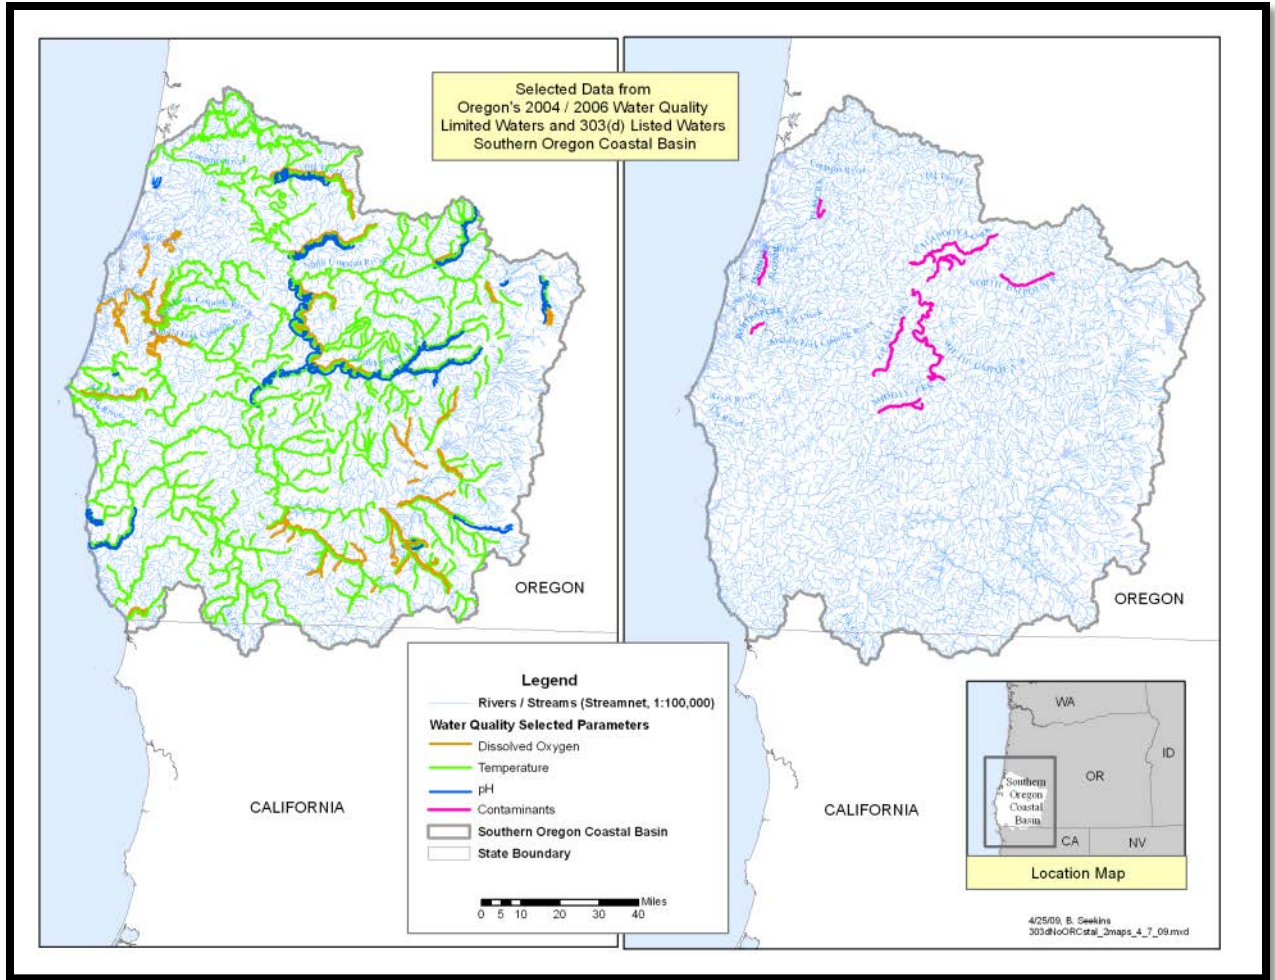 Selected Data from
Oregon's 2004 / 2006 Water Quality
Limited Waters and 303(d) Listed Waters
Southern Oregon Coastal Basin
North Umpqua River
OREGON
OREGON
CALIFORNIA
CALIFORNIA
Legend
Rivers / Streams (Streamnet, 1:100,000)
Water Quality Selected Parameters
Dissolved Oxygen
Temperature
pH
Contaminants
Southern Oregon Coastal Basin
State Boundary
Miles
0 5 10 20 30 40
WA
ID
OR
Southern
Oregon
Coastal
Basin
CA
NV
Location Map
4/25/09, B. Seekins
303dNoORCstal_2maps_4_7_09.mxd